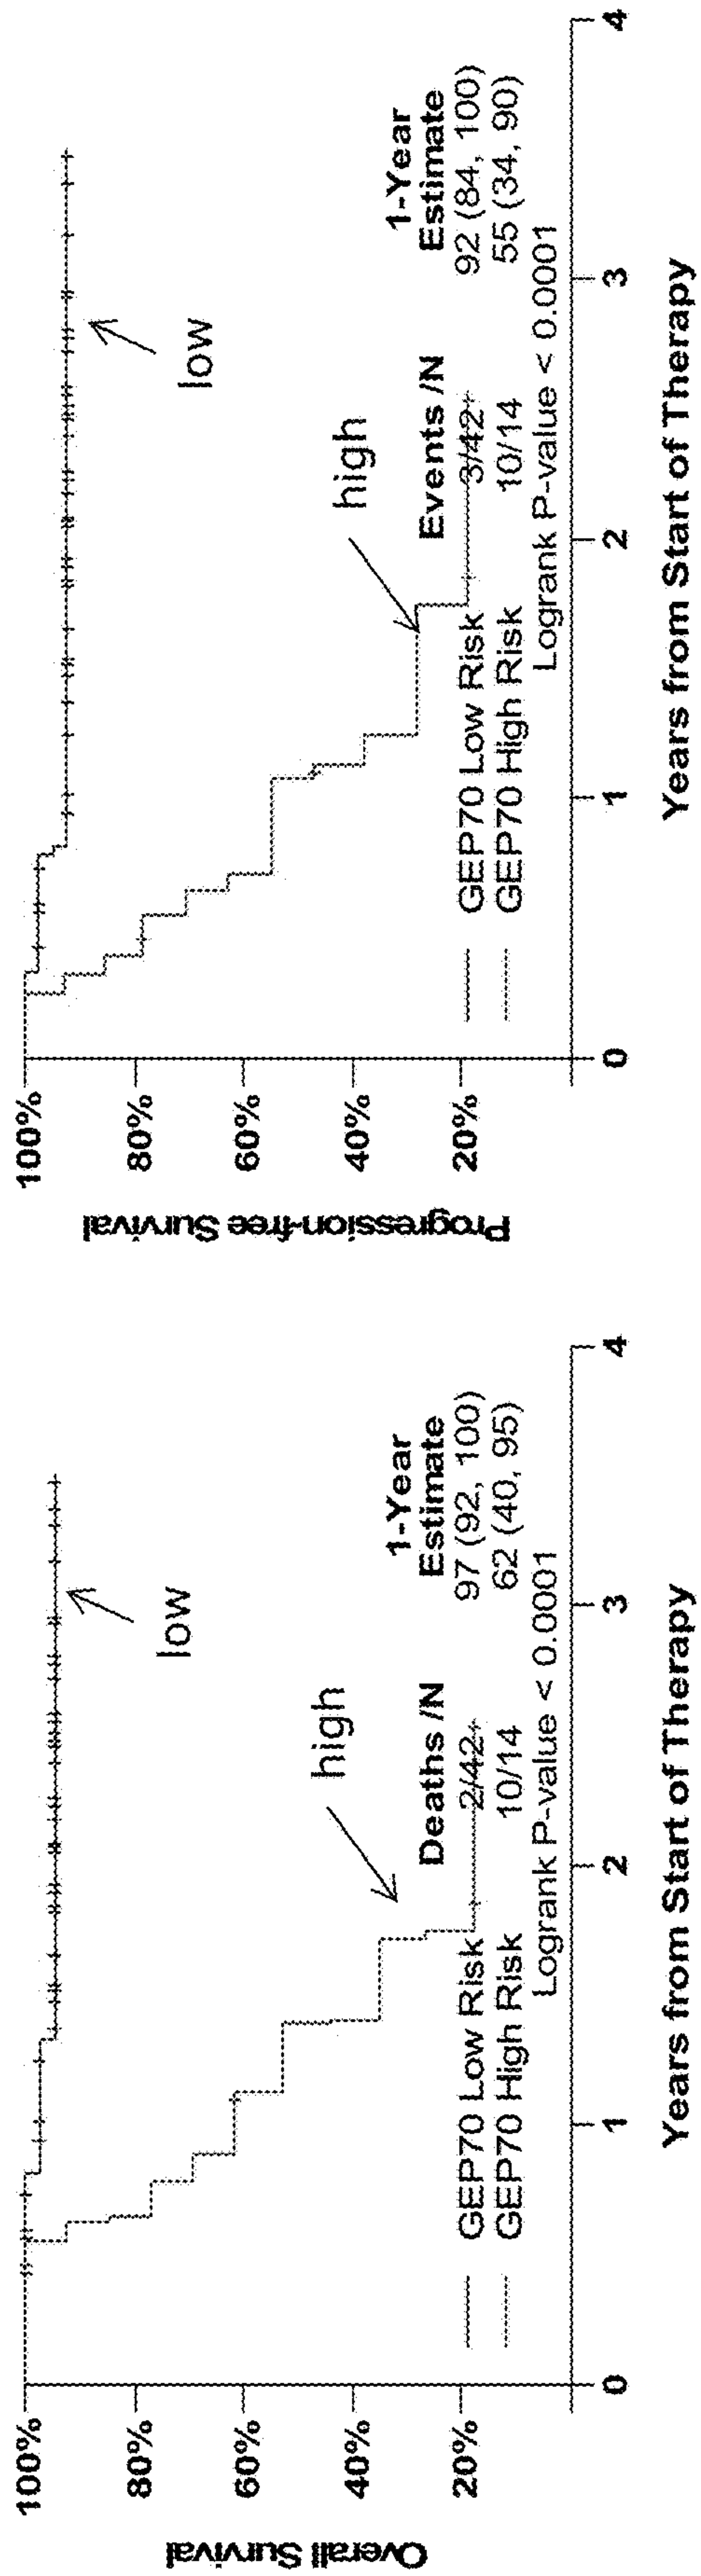 Overall Survival
100%
80%
60%
40%
20%
low
high
Deaths /N
1-Year
Estimate
GEP70 Low Risk 2/42 97 (92, 100)
GEP70 High Risk 10/14 62 (40, 95)
Logrank P-value < 0.0001
0 1 2 3 4
Years from Start of Therapy
Progression-free Survival
100%
80%
60%
40%
20%
low
high
Events /N
1-Year
Estimate
GEP70 Low Risk 3/42 92 (84, 100)
GEP70 High Risk 10/14 55 (34, 90)
Logrank P-value < 0.0001
0 1 2 3 4
Years from Start of Therapy